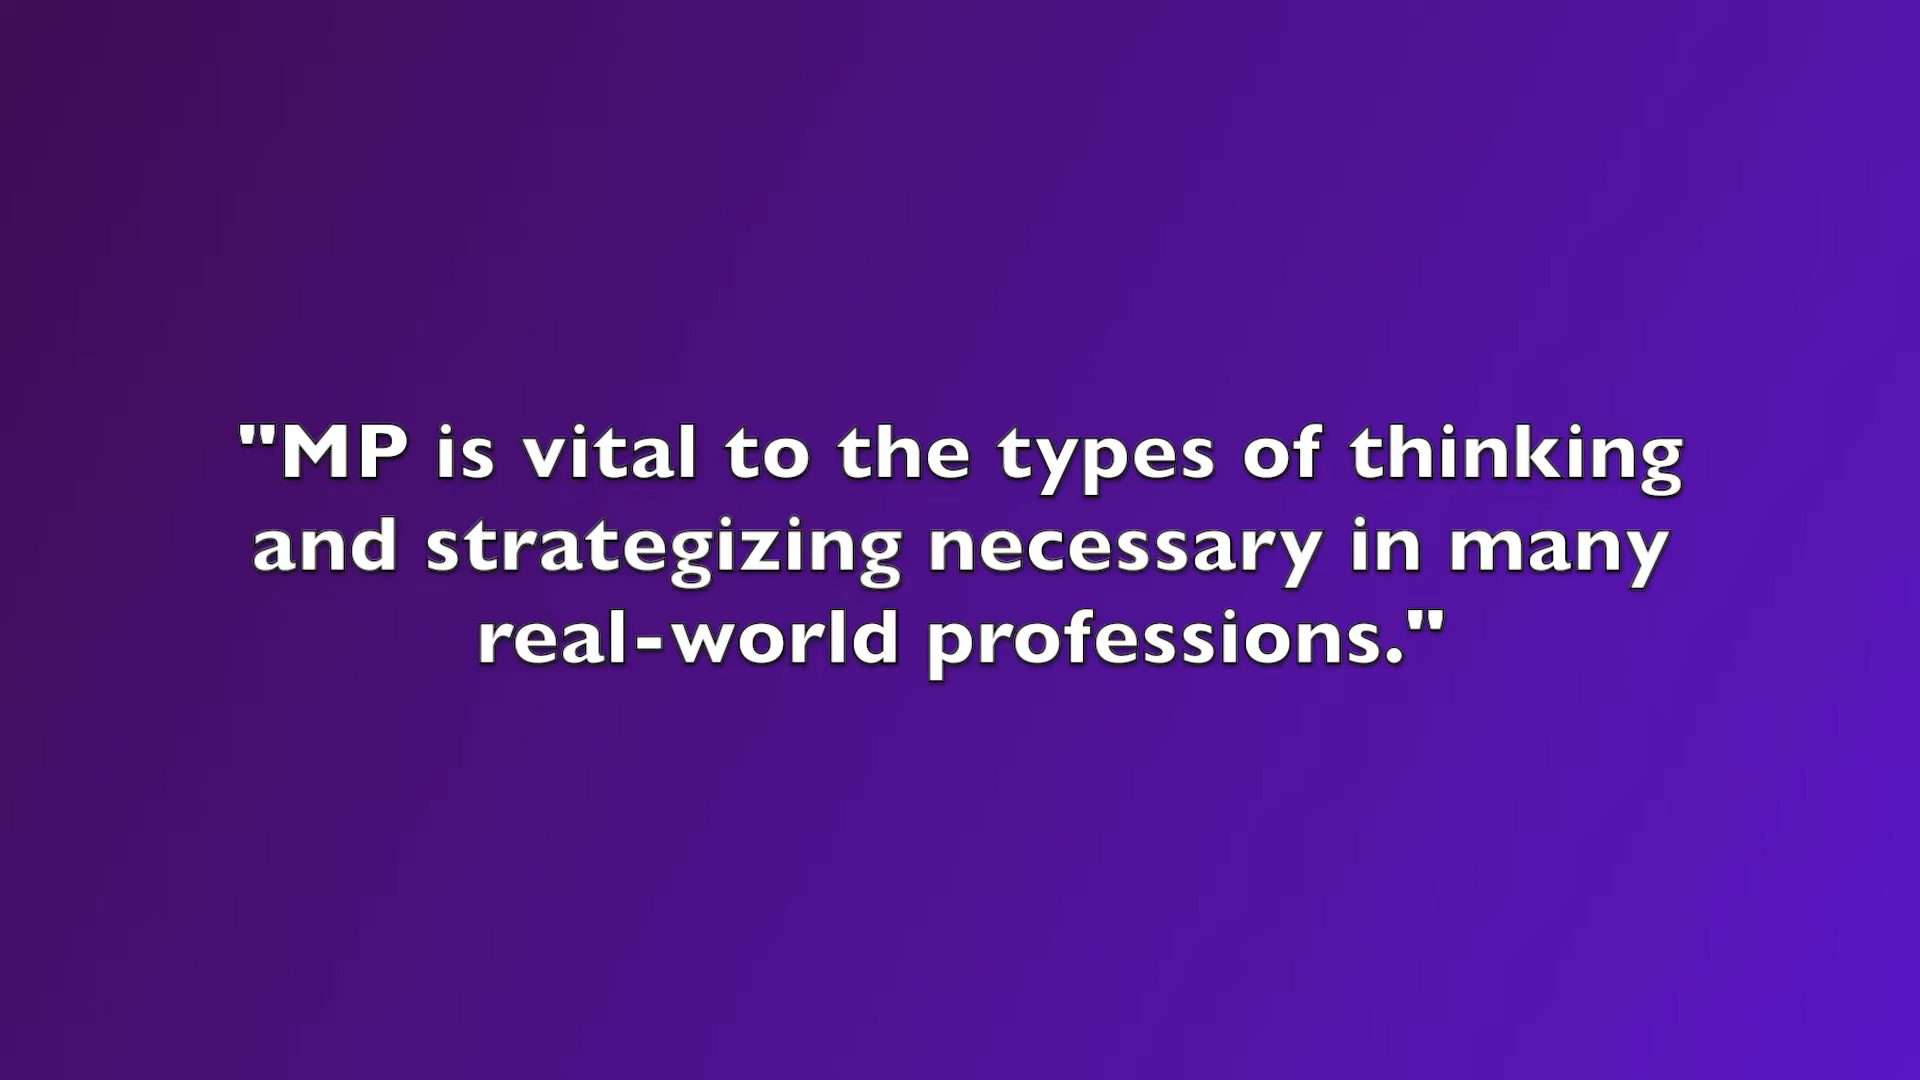 "MP is vital to the types of thinking
and strategizing necessary in many
real-world professions."